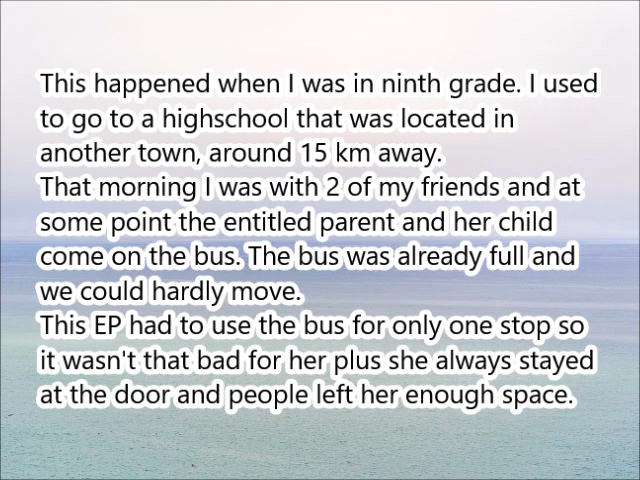 This happened when I was in ninth grade. I used
to go to a highschool that was located in
another town, around 15 km away.
That morning I was with 2 of my friends and at
some point the entitled parent and her child
come on the bus. The bus was already full and
we could hardly move.
This EP had to use the bus for only one stop so
it wasn't that bad for her plus she always stayed
at the door and people left her enough space.